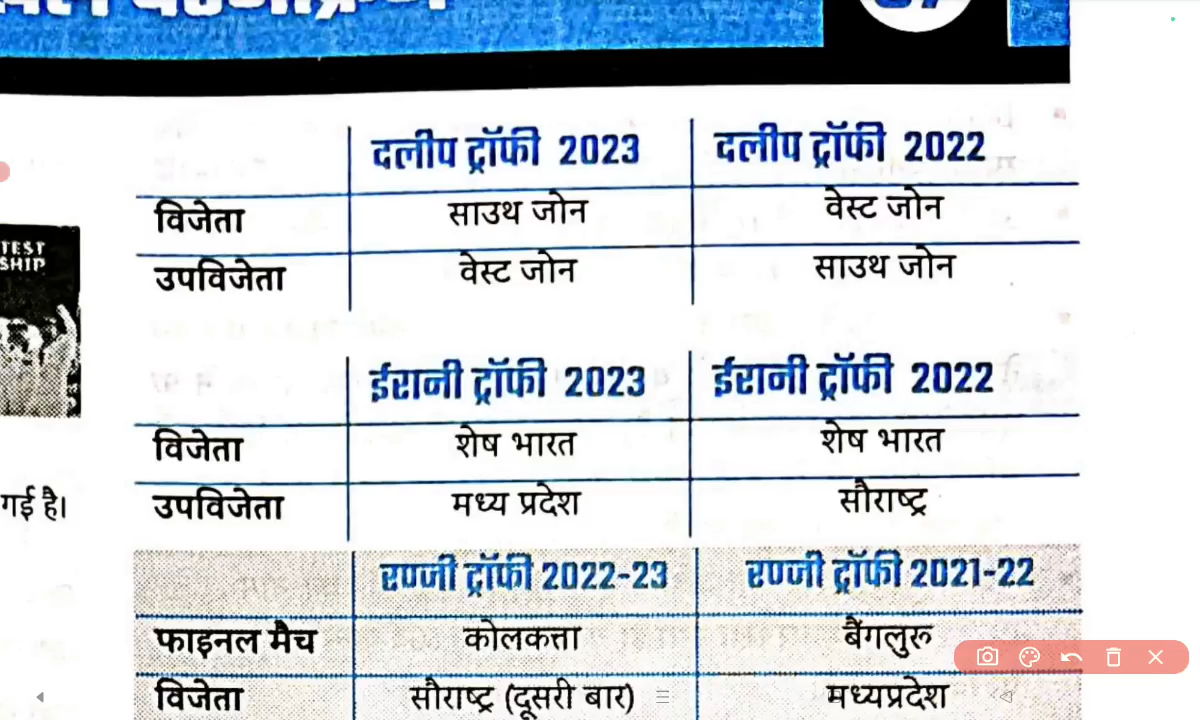 दलीप ट्रॉफी 2023 दलीप ट्रॉफी 2022
विजेता साउथ जोन वेस्ट जोन
उपविजेता वेस्ट जोन साउथ जोन
TEST
SHIP
ईरानी ट्रॉफी 2023 ईरानी ट्रॉफी 2022
विजेता शेष भारत शेष भारत
गई है।
उपविजेता मध्य प्रदेश सौराष्ट्र
रणजी ट्रॉफी 2022-23 रणजी ट्रॉफी 2021-22
फाइनल मैच कोलकत्ता बैंगलुरू
विजेता सौराष्ट्र (दूसरी बार) मध्यप्रदेश